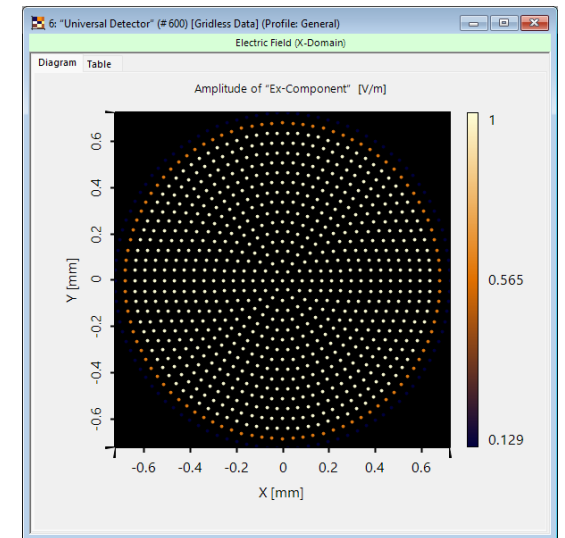 6: "Universal Detector" (# 600) [Gridless Data] (Profile: General)
Electric Field (X-Domain)
Diagram Table
Amplitude of "Ex-Component" [V/m]
1
0.565
0.129
Y [mm]
0.6
0.4
0.2
0
-0.2
-0.4
-0.6
-0.6 -0.4 -0.2 0 0.2 0.4 0.6
X [mm]